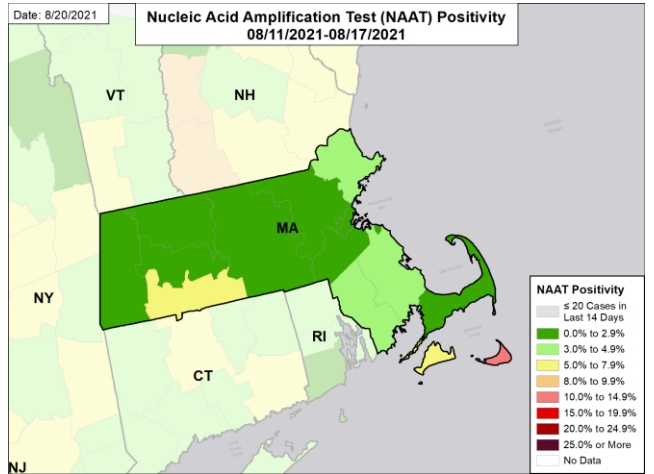 Date: 8/20/2021
Nucleic Acid Amplification Test (NAAT) Positivity
08/11/2021-08/17/2021
VT
NH
MA
NY
CT
RI
NJ
NAAT Positivity
≤ 20 Cases in
Last 14 Days
0.0% to 2.9%
3.0% to 4.9%
5.0% to 7.9%
8.0% to 9.9%
10.0% to 14.9%
15.0% to 19.9%
20.0% to 24.9%
25.0% or More
No Data